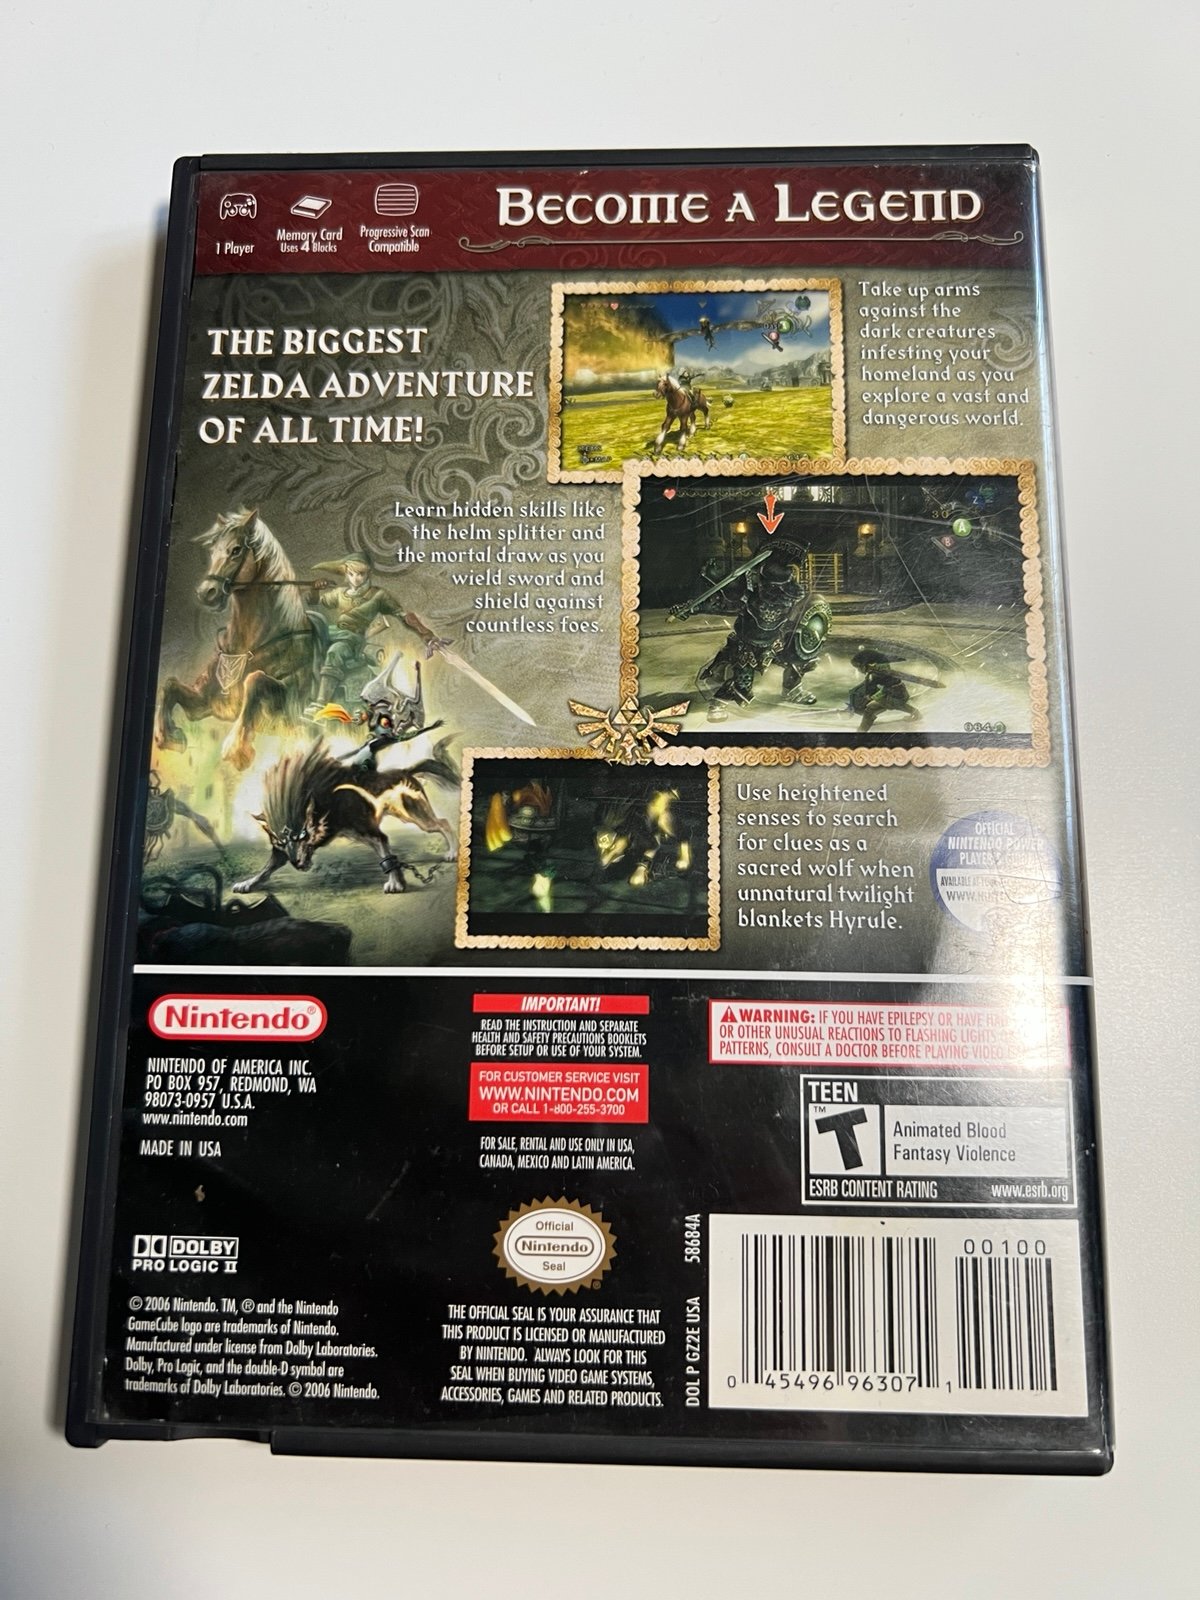 BECOME A LEGEND
1 Player
Memory Card
Uses 4 Blocks
Progressive Scan
Compatible
THE BIGGEST
ZELDA ADVENTURE
OF ALL TIME!
Take up arms
against the
dark creatures
infesting your
homeland as you
explore a vast and
dangerous world.
Learn hidden skills like
the helm splitter and
the mortal draw as you
wield sword and
shield against
countless foes.
A
B
Z
Use heightened
senses to search
for clues as a
sacred wolf when
unnatural twilight
blankets Hyrule.
OFFICIAL
NINTENDO POWER
PLAYER'S
AVAILABLE
Nintendo®
NINTENDO OF AMERICA INC.
PO BOX 957, REDMOND, WA
98073-0957 U.S.A.
www.nintendo.com
MADE IN USA
IMPORTANT!
READ THE INSTRUCTION AND SEPARATE
HEALTH AND SAFETY PRECAUTIONS BOOKLETS
BEFORE SETUP OR USE OF YOUR SYSTEM.
FOR CUSTOMER SERVICE VISIT
WWW.NINTENDO.COM
OR CALL 1-800-255-3700
FOR SALE, RENTAL AND USE ONLY IN USA,
CANADA, MEXICO AND LATIN AMERICA.
WARNING: IF YOU HAVE EPILEPSY OR HAVE
OR OTHER UNUSUAL REACTIONS TO FLASHING LIGHTS
PATTERNS, CONSULT A DOCTOR BEFORE PLAYING VIDEO
TEEN
T
TM
Animated Blood
Fantasy Violence
ESRB CONTENT RATING www.esrb.org
DOLBY
PRO LOGIC II
© 2006 Nintendo. TM, ® and the Nintendo
GameCube logo are trademarks of Nintendo.
Manufactured under license from Dolby Laboratories.
Dolby, Pro Logic, and the double-D symbol are
trademarks of Dolby Laboratories. © 2006 Nintendo.
Official
Nintendo
Seal
®
THE OFFICIAL SEAL IS YOUR ASSURANCE THAT
THIS PRODUCT IS LICENSED OR MANUFACTURED
BY NINTENDO. ALWAYS LOOK FOR THIS
SEAL WHEN BUYING VIDEO GAME SYSTEMS,
ACCESSORIES, GAMES AND RELATED PRODUCTS.
DOL P GZ2E USA 58684A
00100
0 45496 96307 1